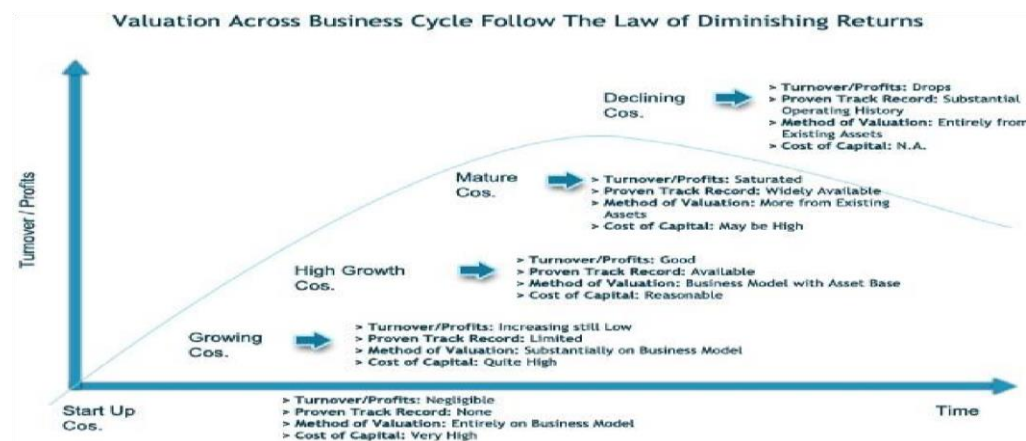 Valuation Across Business Cycle Follow The Law of Diminishing Returns
Turnover / Profits
Declining
Cos.
> Turnover/Profits: Drops
> Proven Track Record: Substantial
Operating History
> Method of Valuation: Entirely from
Existing Assets
> Cost of Capital: N.A.
Mature
Cos.
> Turnover/Profits: Saturated
> Proven Track Record: Widely Available
> Method of Valuation: More from Existing
Assets
> Cost of Capital: May be High
High Growth
Cos.
> Turnover/Profits: Good
> Proven Track Record: Available
> Method of Valuation: Business Model with Asset Base
> Cost of Capital: Reasonable
Growing
Cos.
> Turnover/Profits: Increasing still Low
> Proven Track Record: Limited
> Method of Valuation: Substantially on Business Model
> Cost of Capital: Quite High
Start Up
Cos.
> Turnover/Profits: Negligible
> Proven Track Record: None
> Method of Valuation: Entirely on Business Model
> Cost of Capital: Very High
Time